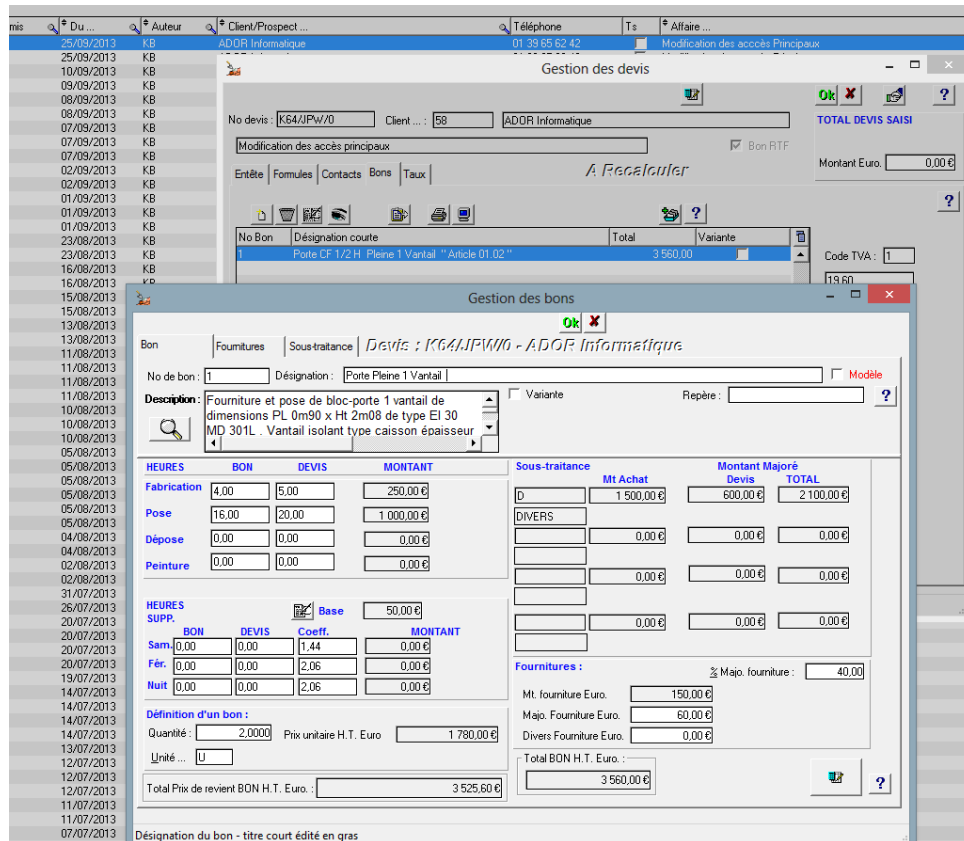 mis Du ... Auteur Client/Prospect ... Téléphone Ts Affaire ...
25/09/2013 KB ADOR Informatique 01 39 65 62 42 Modification des acccès Principaux
25/09/2013 KB
10/09/2013 KB
09/09/2013 KB
08/09/2013 KB
08/09/2013 KB
07/09/2013 KB
07/09/2013 KB
07/09/2013 KB
02/09/2013 KB
02/09/2013 KB
01/09/2013 KB
01/09/2013 KB
01/09/2013 KB
23/08/2013 KB
23/08/2013 KB
16/08/2013 KB
16/08/2013 KB
15/08/2013
15/08/2013
13/08/2013
13/08/2013
11/08/2013
11/08/2013
11/08/2013
11/08/2013
10/08/2013
10/08/2013
10/08/2013
05/08/2013
05/08/2013
05/08/2013
05/08/2013
05/08/2013
05/08/2013
04/08/2013
04/08/2013
02/08/2013
02/08/2013
31/07/2013
26/07/2013
20/07/2013
20/07/2013
20/07/2013
20/07/2013
19/07/2013
14/07/2013
14/07/2013
14/07/2013
14/07/2013
13/07/2013
12/07/2013
12/07/2013
12/07/2013
11/07/2013
11/07/2013
07/07/2013
Gestion des devis
Ok
No devis : K64/JPW/0 Client ... : 58 ADOR Informatique
TOTAL DEVIS SAISI
Modification des accès principaux Bon RTF
Montant Euro. 0,00 €
Entête Formules Contacts Bons Taux A Recalculer
No Bon Désignation courte Total Variante
1 Porte CF 1/2 H Pleine 1 Vantail "Article 01.02" 3 560,00
Code TVA : 1
19,60
Gestion des bons
Ok
Bon Fournitures Sous-traitance Devis : K64/JPW/0 - ADOR Informatique
No de bon : 1 Désignation : Porte Pleine 1 Vantail Modèle
Description : Fourniture et pose de bloc-porte 1 vantail de
dimensions PL 0m90 x Ht 2m08 de type EI 30
MD 301L . Vantail isolant type caisson épaisseur
Variante Repère :
HEURES BON DEVIS MONTANT
Fabrication 4,00 5,00 250,00 €
Pose 16,00 20,00 1 000,00 €
Dépose 0,00 0,00 0,00 €
Peinture 0,00 0,00 0,00 €
Sous-traitance Montant Majoré
Mt Achat Devis TOTAL
D 1 500,00 € 600,00 € 2 100,00 €
DIVERS
0,00 € 0,00 € 0,00 €
0,00 € 0,00 € 0,00 €
0,00 € 0,00 € 0,00 €
HEURES
SUPP. Base 50,00 €
BON DEVIS Coeff. MONTANT
Sam. 0,00 0,00 1,44 0,00 €
Fér. 0,00 0,00 2,06 0,00 €
Nuit 0,00 0,00 2,06 0,00 €
Fournitures : % Majo. fourniture : 40,00
Mt. fourniture Euro. 150,00 €
Majo. Fourniture Euro. 60,00 €
Divers Fourniture Euro. 0,00 €
Définition d'un bon :
Quantité : 2,0000 Prix unitaire H.T. Euro 1 780,00 €
Unité ... U
Total BON H.T. Euro. :
3 560,00 €
Total Prix de revient BON H.T. Euro. : 3 525,60 €
Désignation du bon - titre court édité en gras